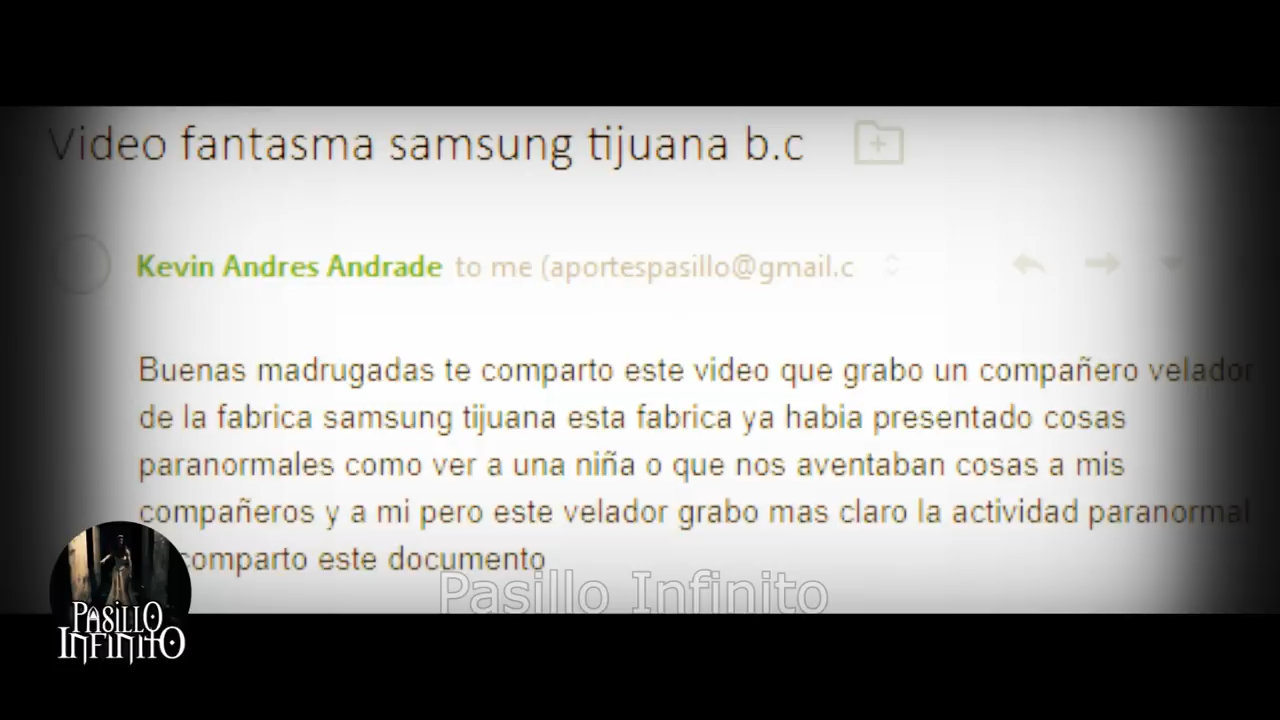 Video fantasma samsung tijuana b.c
Kevin Andres Andrade to me (aportespasillo@gmail.c
Buenas madrugadas te comparto este video que grabo un compañero velador
de la fabrica samsung tijuana esta fabrica ya habia presentado cosas
paranormales como ver a una niña o que nos aventaban cosas a mis
compañeros y a mi pero este velador grabo mas claro la actividad paranormal
comparto este documento
Pasillo Infinito
PASILLO
INFINITO